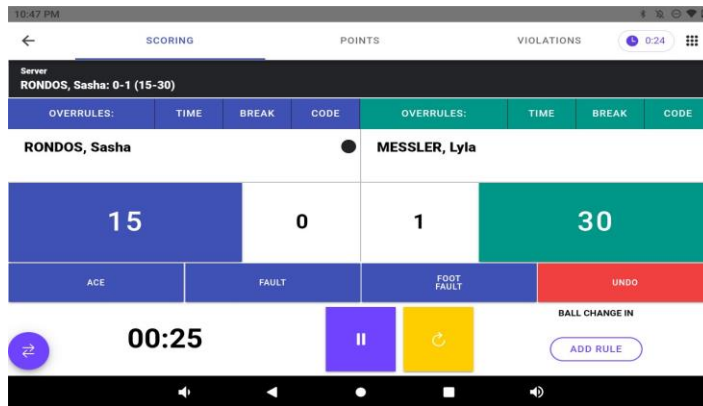 10:47 PM
SCORING POINTS VIOLATIONS 0:24
Server
RONDOS, Sasha: 0-1 (15-30)
OVERRULES: TIME BREAK CODE OVERRULES: TIME BREAK CODE
RONDOS, Sasha MESSLER, Lyla
15 0 1 30
ACE FAULT FOOT
FAULT UNDO
BALL CHANGE IN
00:25 ADD RULE